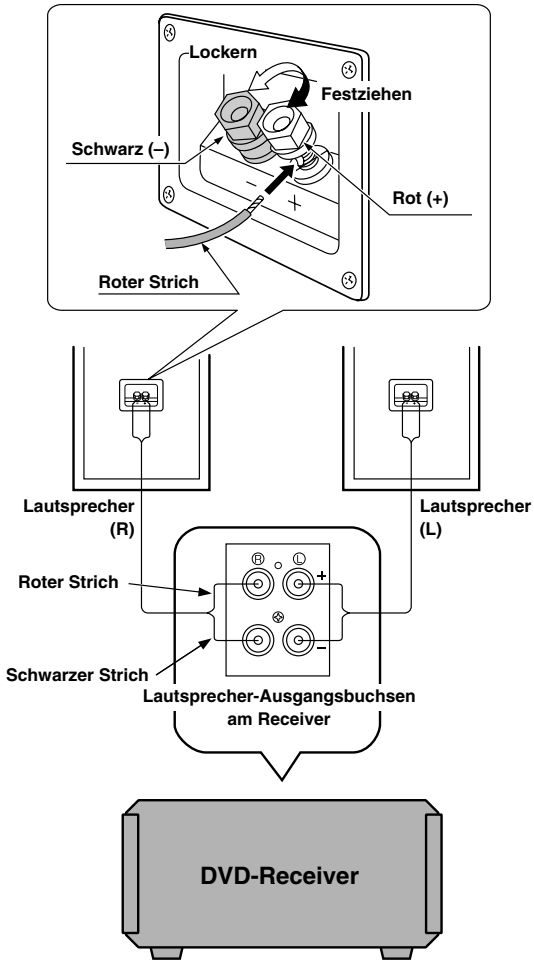 Lockern
Festziehen
Schwarz (–)
–
+
Rot (+)
Roter Strich
Lautsprecher
(R)
Lautsprecher
(L)
R L
+
Roter Strich
–
Schwarzer Strich
Lautsprecher-Ausgangsbuchsen
am Receiver
DVD-Receiver